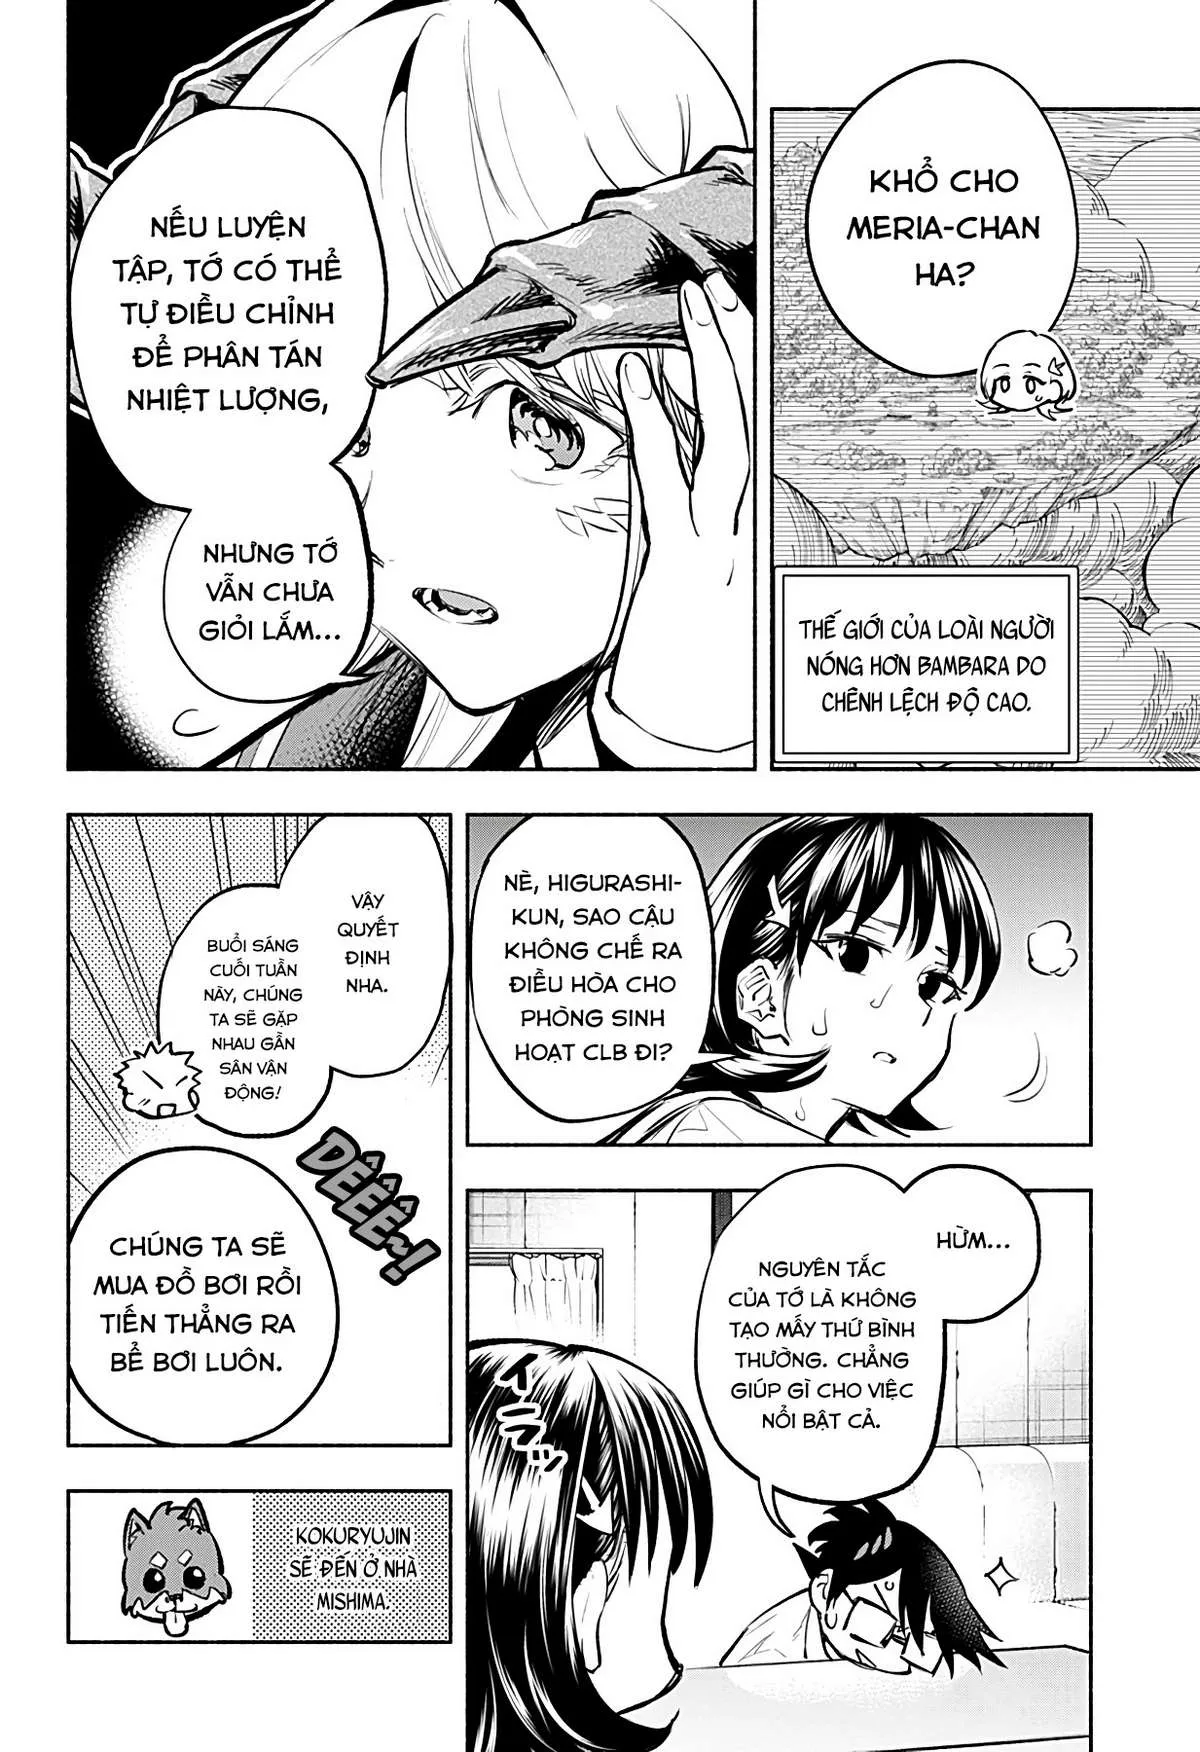 KHỔ CHO
MERIA-CHAN
HA?
THẾ GIỚI CỦA LOÀI NGƯỜI
NÓNG HƠN BAMBARA DO
CHÊNH LỆCH ĐỘ CAO.
NẾU LUYỆN
TẬP, TỚ CÓ THỂ
TỰ ĐIỀU CHỈNH
ĐỂ PHÂN TÁN
NHIỆT LƯỢNG,
NHƯNG TỚ
VẪN CHƯA
GIỎI LẮM...
NÈ, HIGURASHI-
KUN, SAO CẬU
KHÔNG CHẾ RA
ĐIỀU HÒA CHO
PHÒNG SINH
HOẠT CLB ĐI?
HỪM...
NGUYÊN TẮC
CỦA TỚ LÀ KHÔNG
TẠO MẤY THỨ BÌNH
THƯỜNG. CHẲNG
GIÚP GÌ CHO VIỆC
NỔI BẬT CẢ.
イラッ
VẬY
QUYẾT
ĐỊNH
NHA.
BUỔI SÁNG
CUỐI TUẦN
NÀY, CHÚNG
TA SẼ GẶP
NHAU GẦN
SÂN VẬN
ĐỘNG!
DÊÊÊ~!
CHÚNG TA SẼ
MUA ĐỒ BƠI RỒI
TIẾN THẲNG RA
BỂ BƠI LUÔN.
KOKURYUJIN
SẼ ĐẾN Ở NHÀ
MISHIMA.